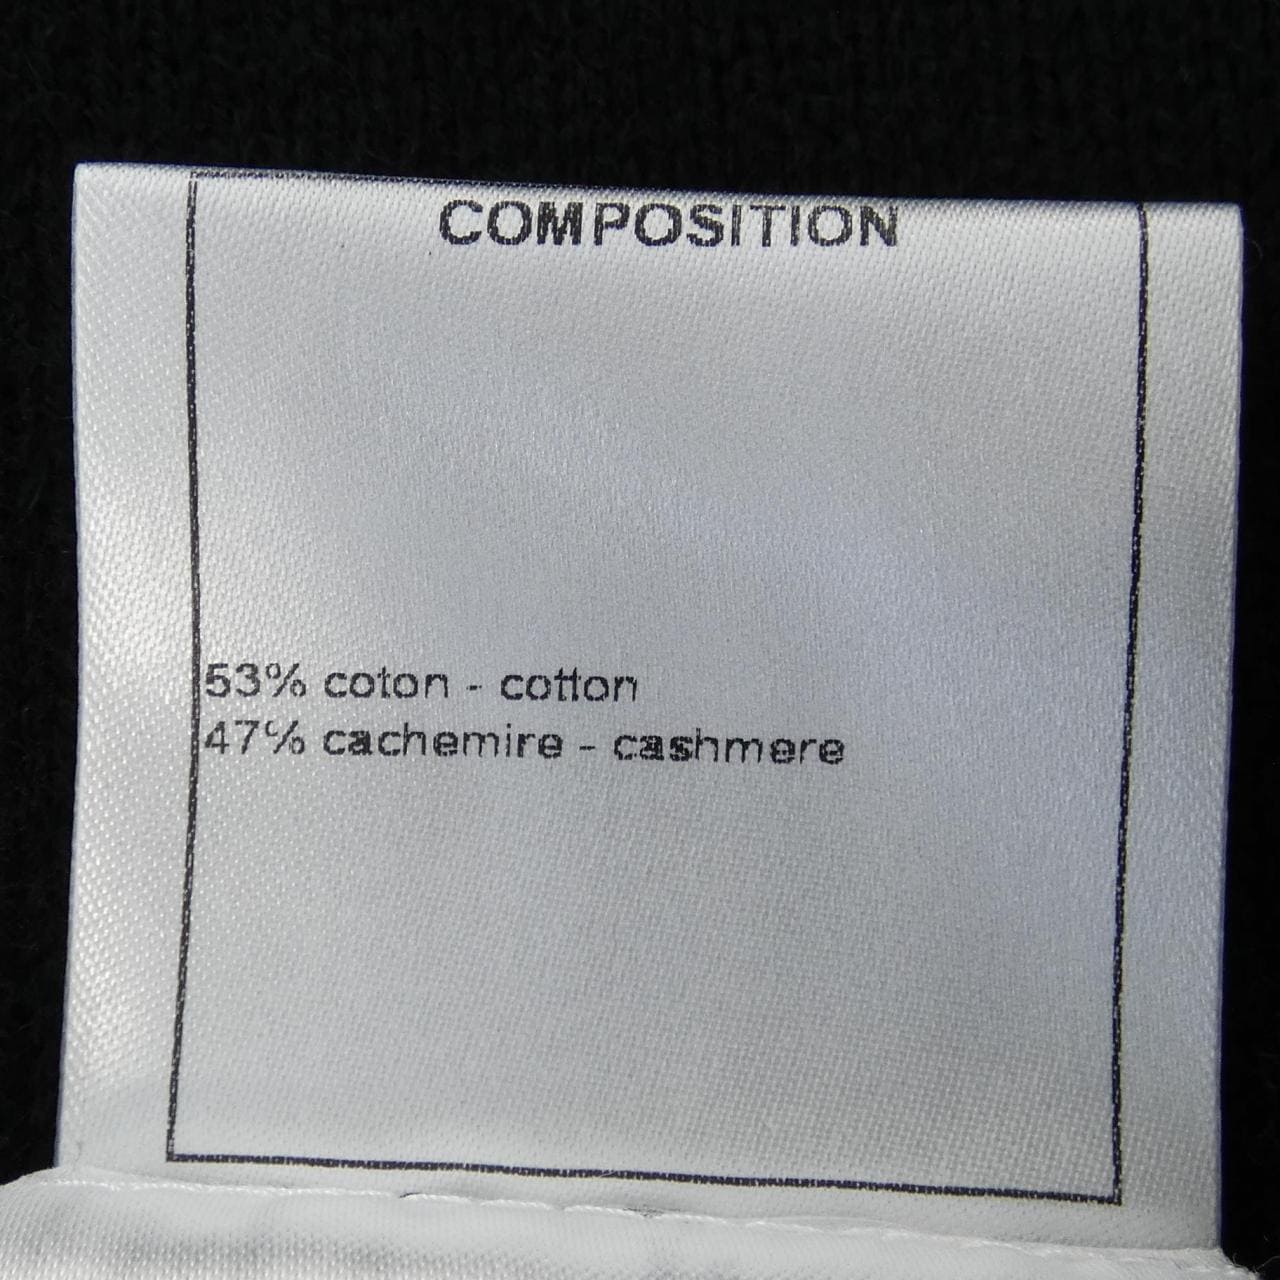 COMPOSITION
53% coton - cotton
47% cachemire - cashmere